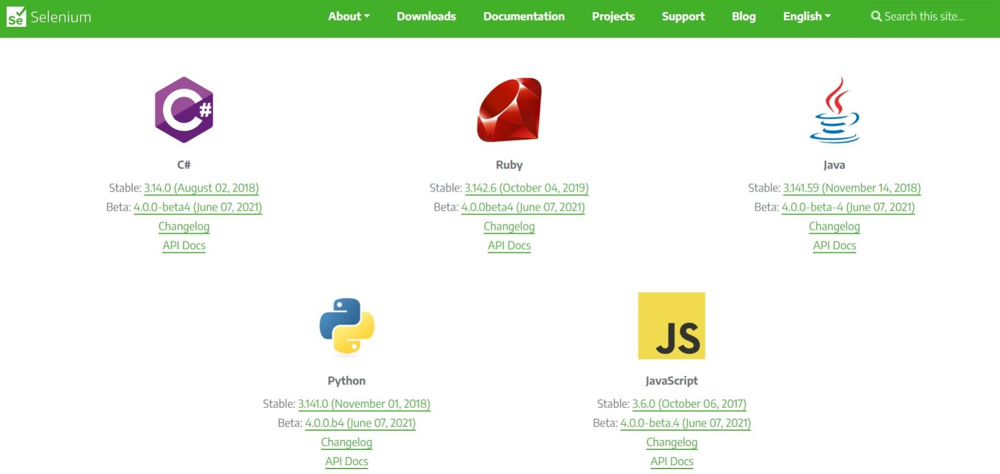 Se Selenium About Downloads Documentation Projects Support Blog English Search this site...
C#
C# Ruby Java
Stable: 3.14.0 (August 02, 2018) Stable: 3.142.6 (October 04, 2019) Stable: 3.141.59 (November 14, 2018)
Beta: 4.0.0-beta4 (June 07, 2021) Beta: 4.0.0beta4 (June 07, 2021) Beta: 4.0.0-beta-4 (June 07, 2021)
Changelog Changelog Changelog
API Docs API Docs API Docs
JS
Python JavaScript
Stable: 3.141.0 (November 01, 2018) Stable: 3.6.0 (October 06, 2017)
Beta: 4.0.0.b4 (June 07, 2021) Beta: 4.0.0-beta.4 (June 07, 2021)
Changelog Changelog
API Docs API Docs